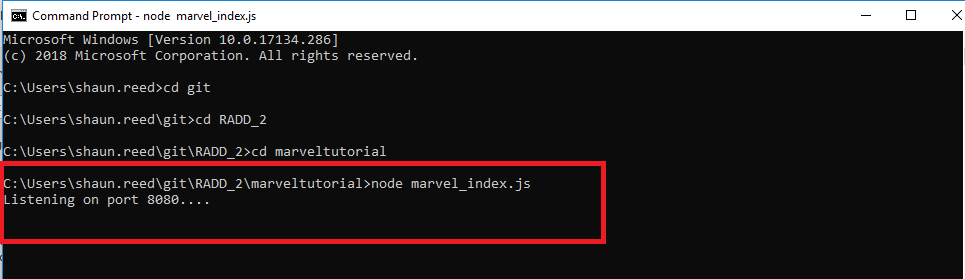 Command Prompt - node  marvel_index.js
Microsoft Windows [Version 10.0.17134.286]
(c) 2018 Microsoft Corporation. All rights reserved.
C:\Users\shaun.reed>cd git
C:\Users\shaun.reed\git>cd RADD_2
C:\Users\shaun.reed\git\RADD_2>cd marveltutorial
C:\Users\shaun.reed\git\RADD_2\marveltutorial>node marvel_index.js
Listening on port 8080....